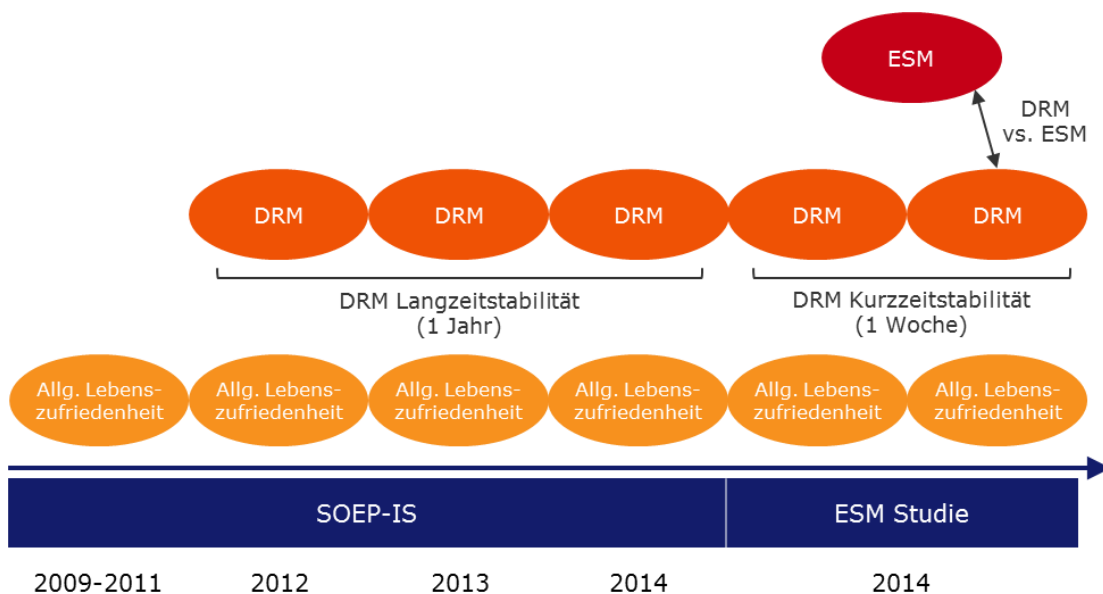 ESM
DRM
vs. ESM
DRM
DRM
DRM
DRM
DRM
DRM Langzeitstabilität
(1 Jahr)
DRM Kurzzeitstabilität
(1 Woche)
Allg. Lebens-
zufriedenheit
Allg. Lebens-
zufriedenheit
Allg. Lebens-
zufriedenheit
Allg. Lebens-
zufriedenheit
Allg. Lebens-
zufriedenheit
Allg. Lebens-
zufriedenheit
SOEP-IS
ESM Studie
2009-2011
2012
2013
2014
2014